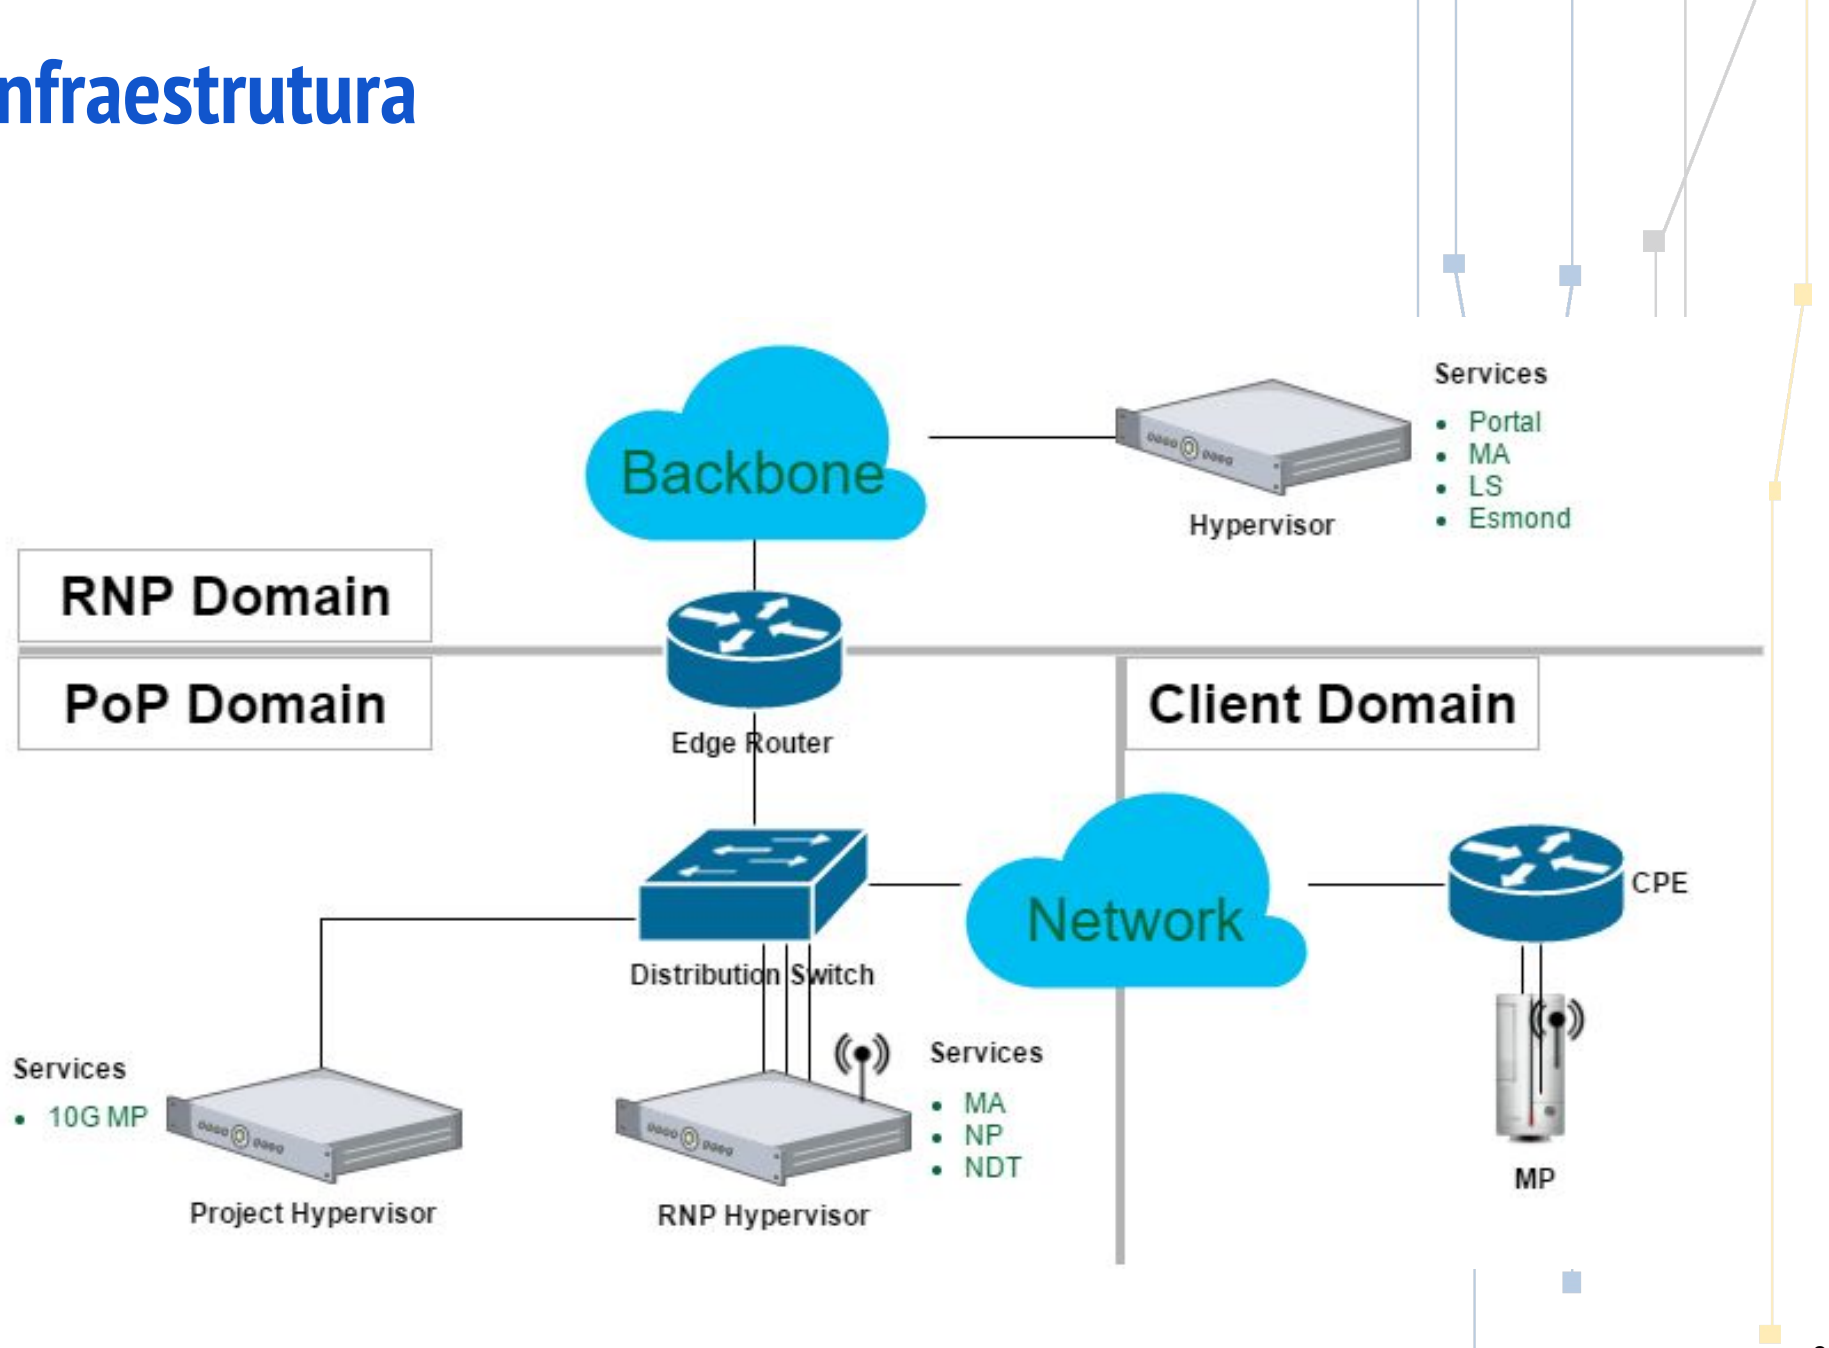 nfraestrutura
Services
• Portal
• MA
• LS
• Esmond
Backbone
Hypervisor
RNP Domain
PoP Domain
Client Domain
Edge Router
CPE
Network
Distribution Switch
Services
• 10G MP
Services
• MA
• NP
• NDT
MP
Project Hypervisor
RNP Hypervisor